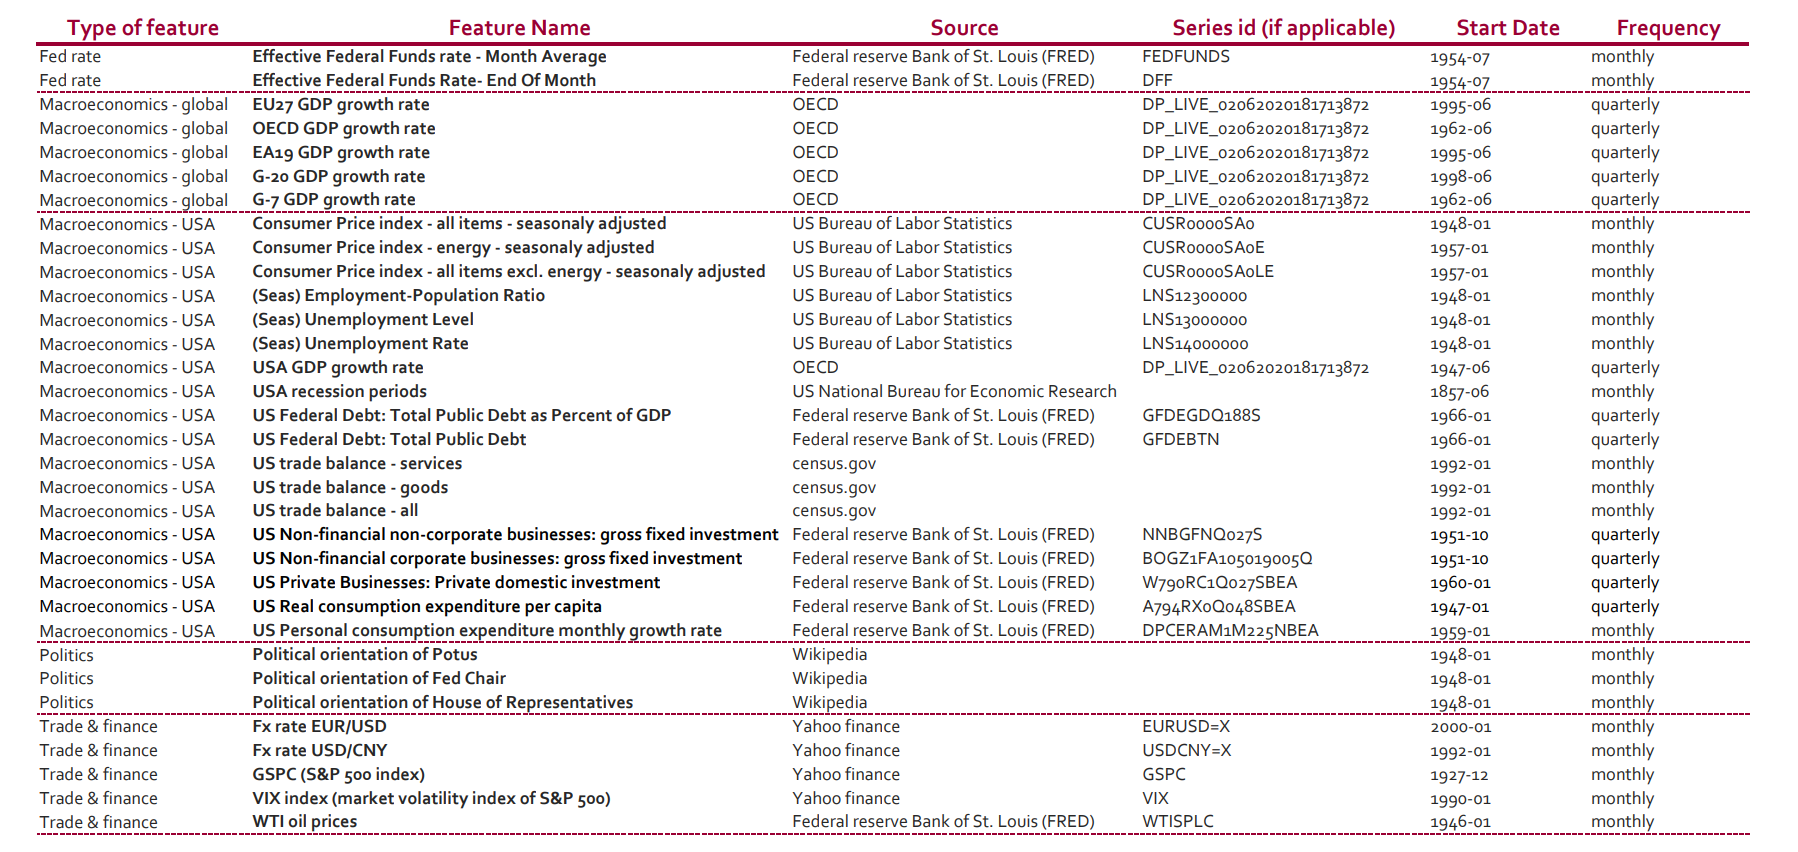 Type of feature Feature Name Source Series id (if applicable) Start Date Frequency
Fed rate Effective Federal Funds rate - Month Average Federal reserve Bank of St. Louis (FRED) FEDFUNDS 1954-07 monthly
Fed rate Effective Federal Funds Rate- End Of Month Federal reserve Bank of St. Louis (FRED) DFF 1954-07 monthly
Macroeconomics - global EU27 GDP growth rate OECD DP_LIVE_02062020181713872 1995-06 quarterly
Macroeconomics - global OECD GDP growth rate OECD DP_LIVE_02062020181713872 1962-06 quarterly
Macroeconomics - global EA19 GDP growth rate OECD DP_LIVE_02062020181713872 1995-06 quarterly
Macroeconomics - global G-20 GDP growth rate OECD DP_LIVE_02062020181713872 1998-06 quarterly
Macroeconomics - global G-7 GDP growth rate OECD DP_LIVE_02062020181713872 1962-06 quarterly
Macroeconomics - USA Consumer Price index - all items - seasonaly adjusted US Bureau of Labor Statistics CUSR0000SA0 1948-01 monthly
Macroeconomics - USA Consumer Price index - energy - seasonaly adjusted US Bureau of Labor Statistics CUSR0000SA0E 1957-01 monthly
Macroeconomics - USA Consumer Price index - all items excl. energy - seasonaly adjusted US Bureau of Labor Statistics CUSR0000SA0LE 1957-01 monthly
Macroeconomics - USA (Seas) Employment-Population Ratio US Bureau of Labor Statistics LNS12300000 1948-01 monthly
Macroeconomics - USA (Seas) Unemployment Level US Bureau of Labor Statistics LNS13000000 1948-01 monthly
Macroeconomics - USA (Seas) Unemployment Rate US Bureau of Labor Statistics LNS14000000 1948-01 monthly
Macroeconomics - USA USA GDP growth rate OECD DP_LIVE_02062020181713872 1947-06 quarterly
Macroeconomics - USA USA recession periods US National Bureau for Economic Research 1857-06 monthly
Macroeconomics - USA US Federal Debt: Total Public Debt as Percent of GDP Federal reserve Bank of St. Louis (FRED) GFDEGDQ188S 1966-01 quarterly
Macroeconomics - USA US Federal Debt: Total Public Debt Federal reserve Bank of St. Louis (FRED) GFDEBTN 1966-01 quarterly
Macroeconomics - USA US trade balance - services census.gov 1992-01 monthly
Macroeconomics - USA US trade balance - goods census.gov 1992-01 monthly
Macroeconomics - USA US trade balance - all census.gov 1992-01 monthly
Macroeconomics - USA US Non-financial non-corporate businesses: gross fixed investment Federal reserve Bank of St. Louis (FRED) NNBGFNQ027S 1951-10 quarterly
Macroeconomics - USA US Non-financial corporate businesses: gross fixed investment Federal reserve Bank of St. Louis (FRED) BOGZ1FA105019005Q 1951-10 quarterly
Macroeconomics - USA US Private Businesses: Private domestic investment Federal reserve Bank of St. Louis (FRED) W790RC1Q027SBEA 1960-01 quarterly
Macroeconomics - USA US Real consumption expenditure per capita Federal reserve Bank of St. Louis (FRED) A794RX0Q048SBEA 1947-01 quarterly
Macroeconomics - USA US Personal consumption expenditure monthly growth rate Federal reserve Bank of St. Louis (FRED) DPCERAM1M225NBEA 1959-01 monthly
Politics Political orientation of Potus Wikipedia 1948-01 monthly
Politics Political orientation of Fed Chair Wikipedia 1948-01 monthly
Politics Political orientation of House of Representatives Wikipedia 1948-01 monthly
Trade & finance Fx rate EUR/USD Yahoo finance EURUSD=X 2000-01 monthly
Trade & finance Fx rate USD/CNY Yahoo finance USDCNY=X 1992-01 monthly
Trade & finance GSPC (S&P 500 index) Yahoo finance GSPC 1927-12 monthly
Trade & finance VIX index (market volatility index of S&P 500) Yahoo finance VIX 1990-01 monthly
Trade & finance WTI oil prices Federal reserve Bank of St. Louis (FRED) WTISPLC 1946-01 monthly